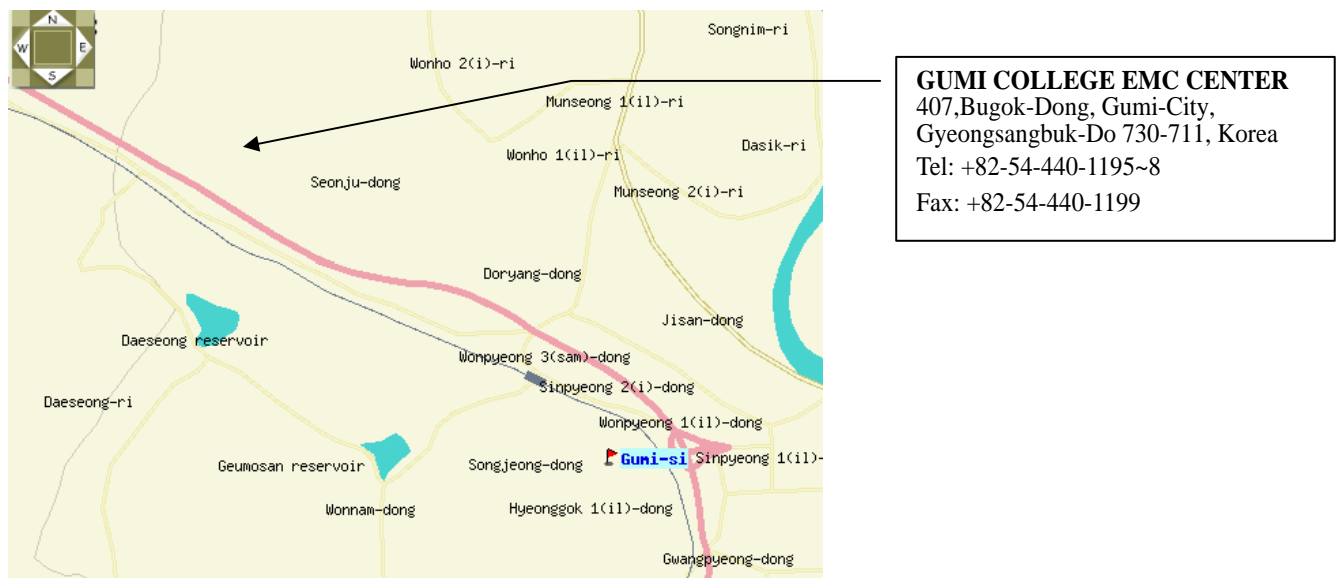 N
W E
S
Songnim-ri
Wonho 2(i)-ri
Munseong 1(il)-ri
Dasik-ri
Wonho 1(il)-ri
Seonju-dong
Munseong 2(i)-ri
Doryang-dong
Jisan-dong
Daeseong reservoir
Wonpyeong 3(sam)-dong
Sinpyeong 2(i)-dong
Daeseong-ri
Wonpyeong 1(il)-dong
Geumosan reservoir
Songjeong-dong
Gumi-si
Sinpyeong 1(il)-
Wonnam-dong
Hyeonggok 1(il)-dong
Gwangpyeong-dong
GUMI COLLEGE EMC CENTER
407,Bugok-Dong, Gumi-City,
Gyeongsangbuk-Do 730-711, Korea
Tel: +82-54-440-1195~8
Fax: +82-54-440-1199